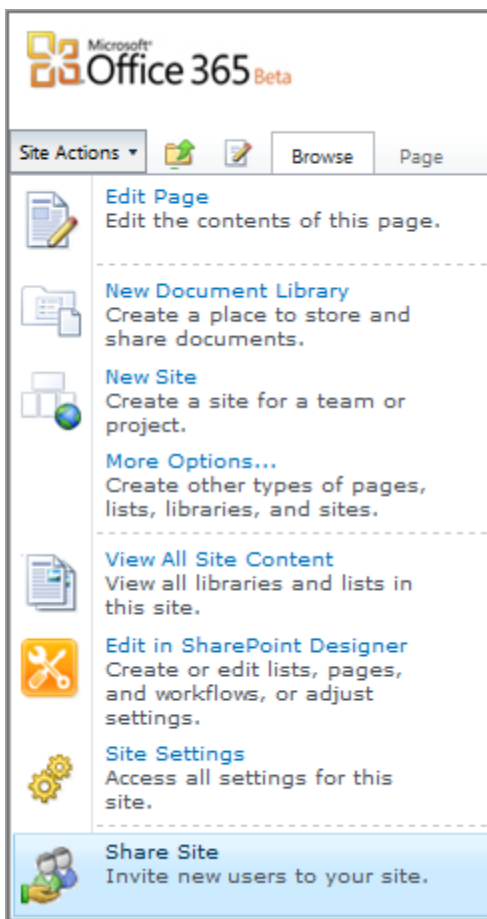 Microsoft®
Office 365 Beta
Site Actions Browse Page
Edit Page
Edit the contents of this page.
New Document Library
Create a place to store and
share documents.
New Site
Create a site for a team or
project.
More Options...
Create other types of pages,
lists, libraries, and sites.
View All Site Content
View all libraries and lists in
this site.
Edit in SharePoint Designer
Create or edit lists, pages,
and workflows, or adjust
settings.
Site Settings
Access all settings for this
site.
Share Site
Invite new users to your site.